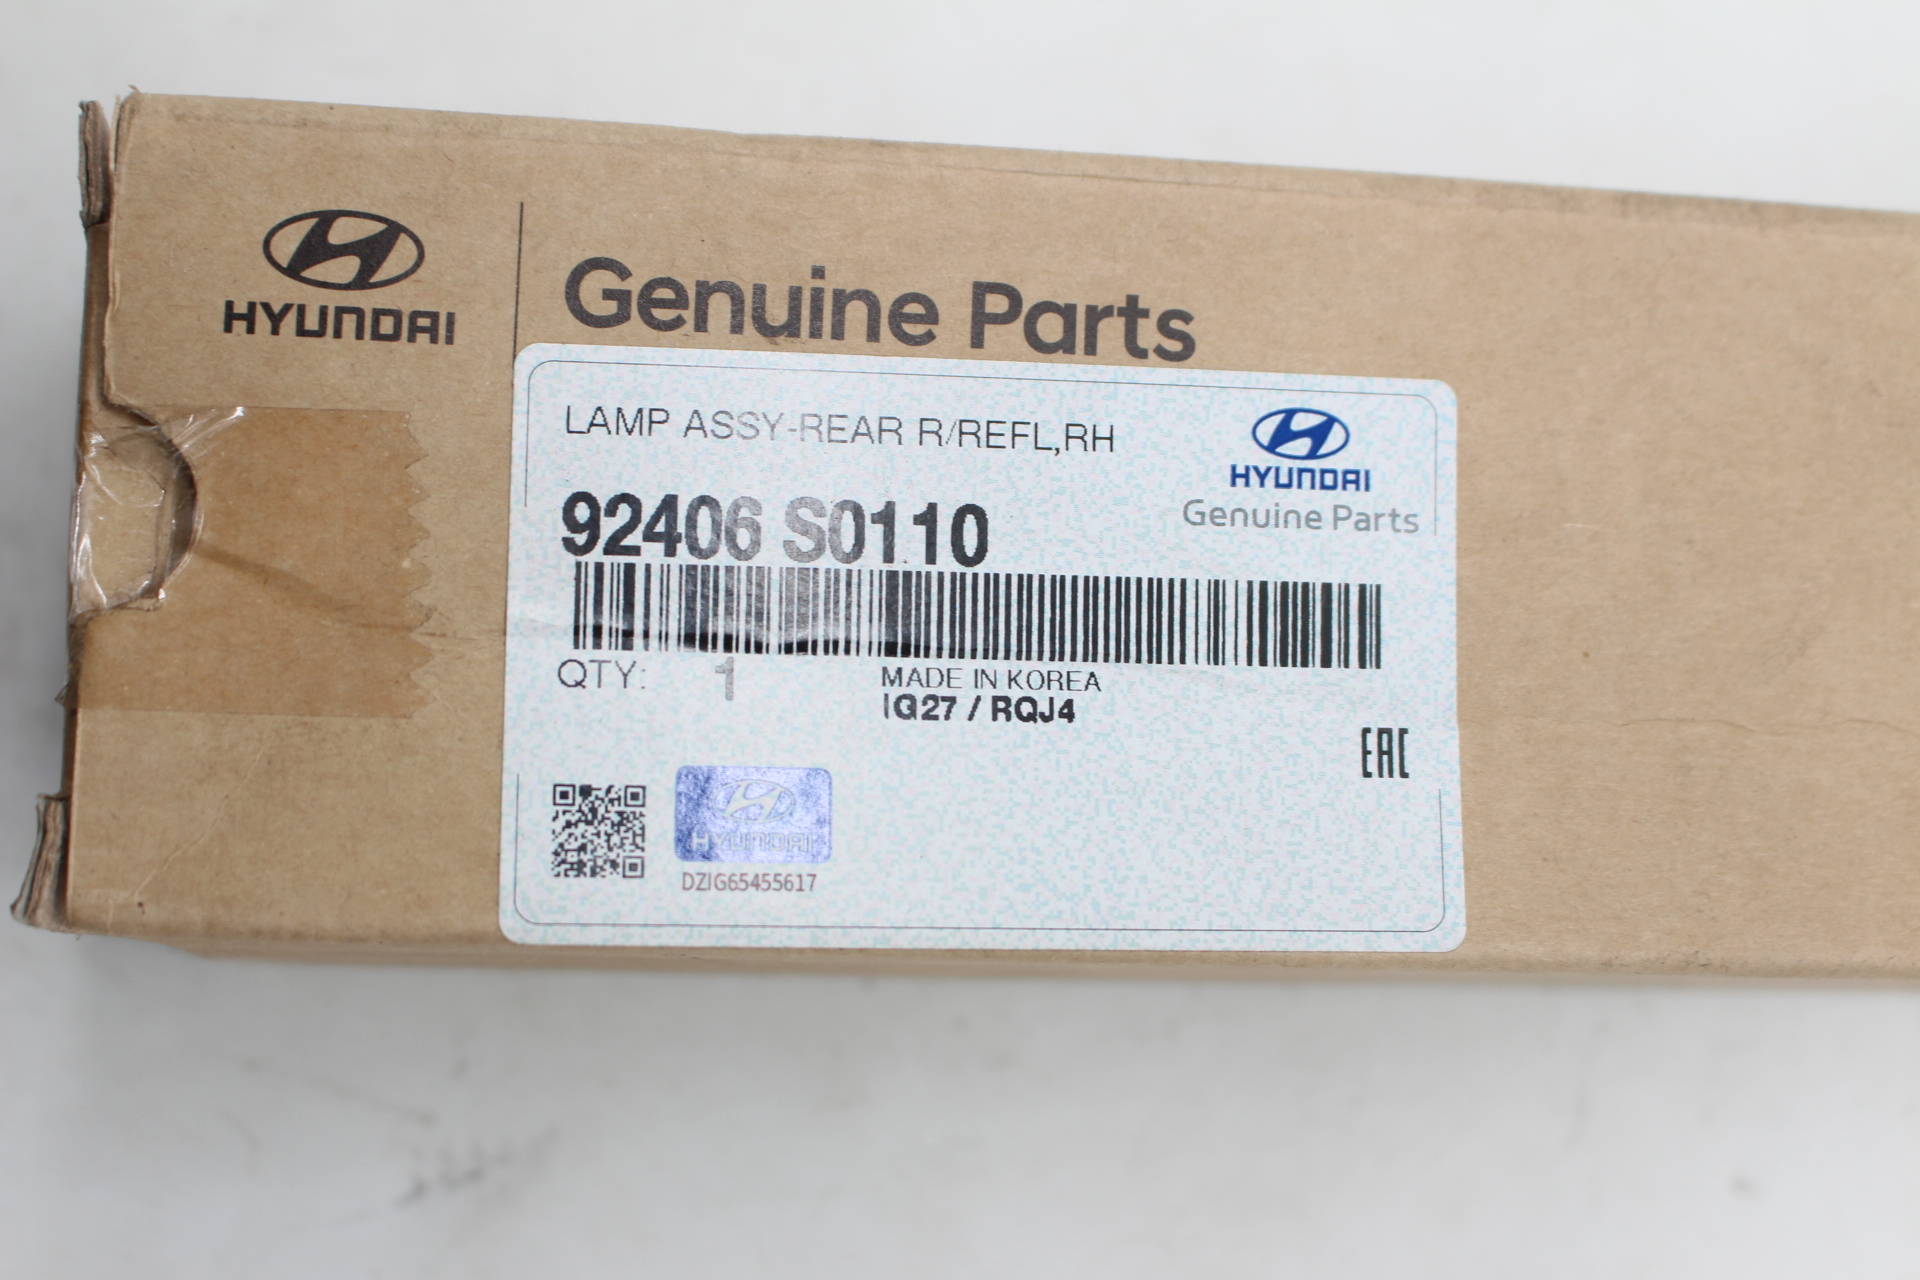 HYUNDAI
Genuine Parts
LAMP ASSY-REAR R/REFL,RH
HYUNDAI
Genuine Parts
92406 S0110
QTY: 1
MADE IN KOREA
IG27 / RQJ4
EAC
HYUNDAI
DZIG65455617